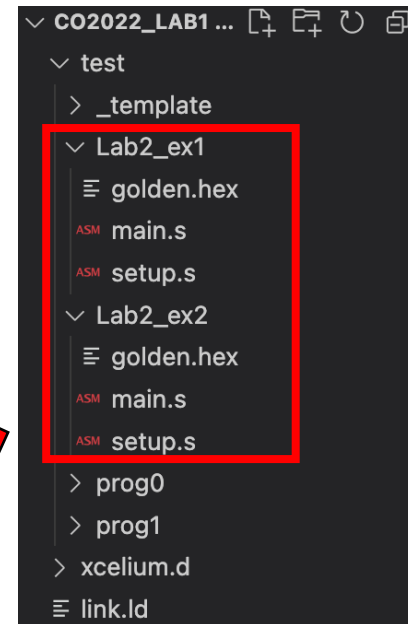 CO2022_LAB1 ...
test
_template
Lab2_ex1
golden.hex
ASM main.s
ASM setup.s
Lab2_ex2
golden.hex
ASM main.s
ASM setup.s
prog0
prog1
xcelium.d
link.ld